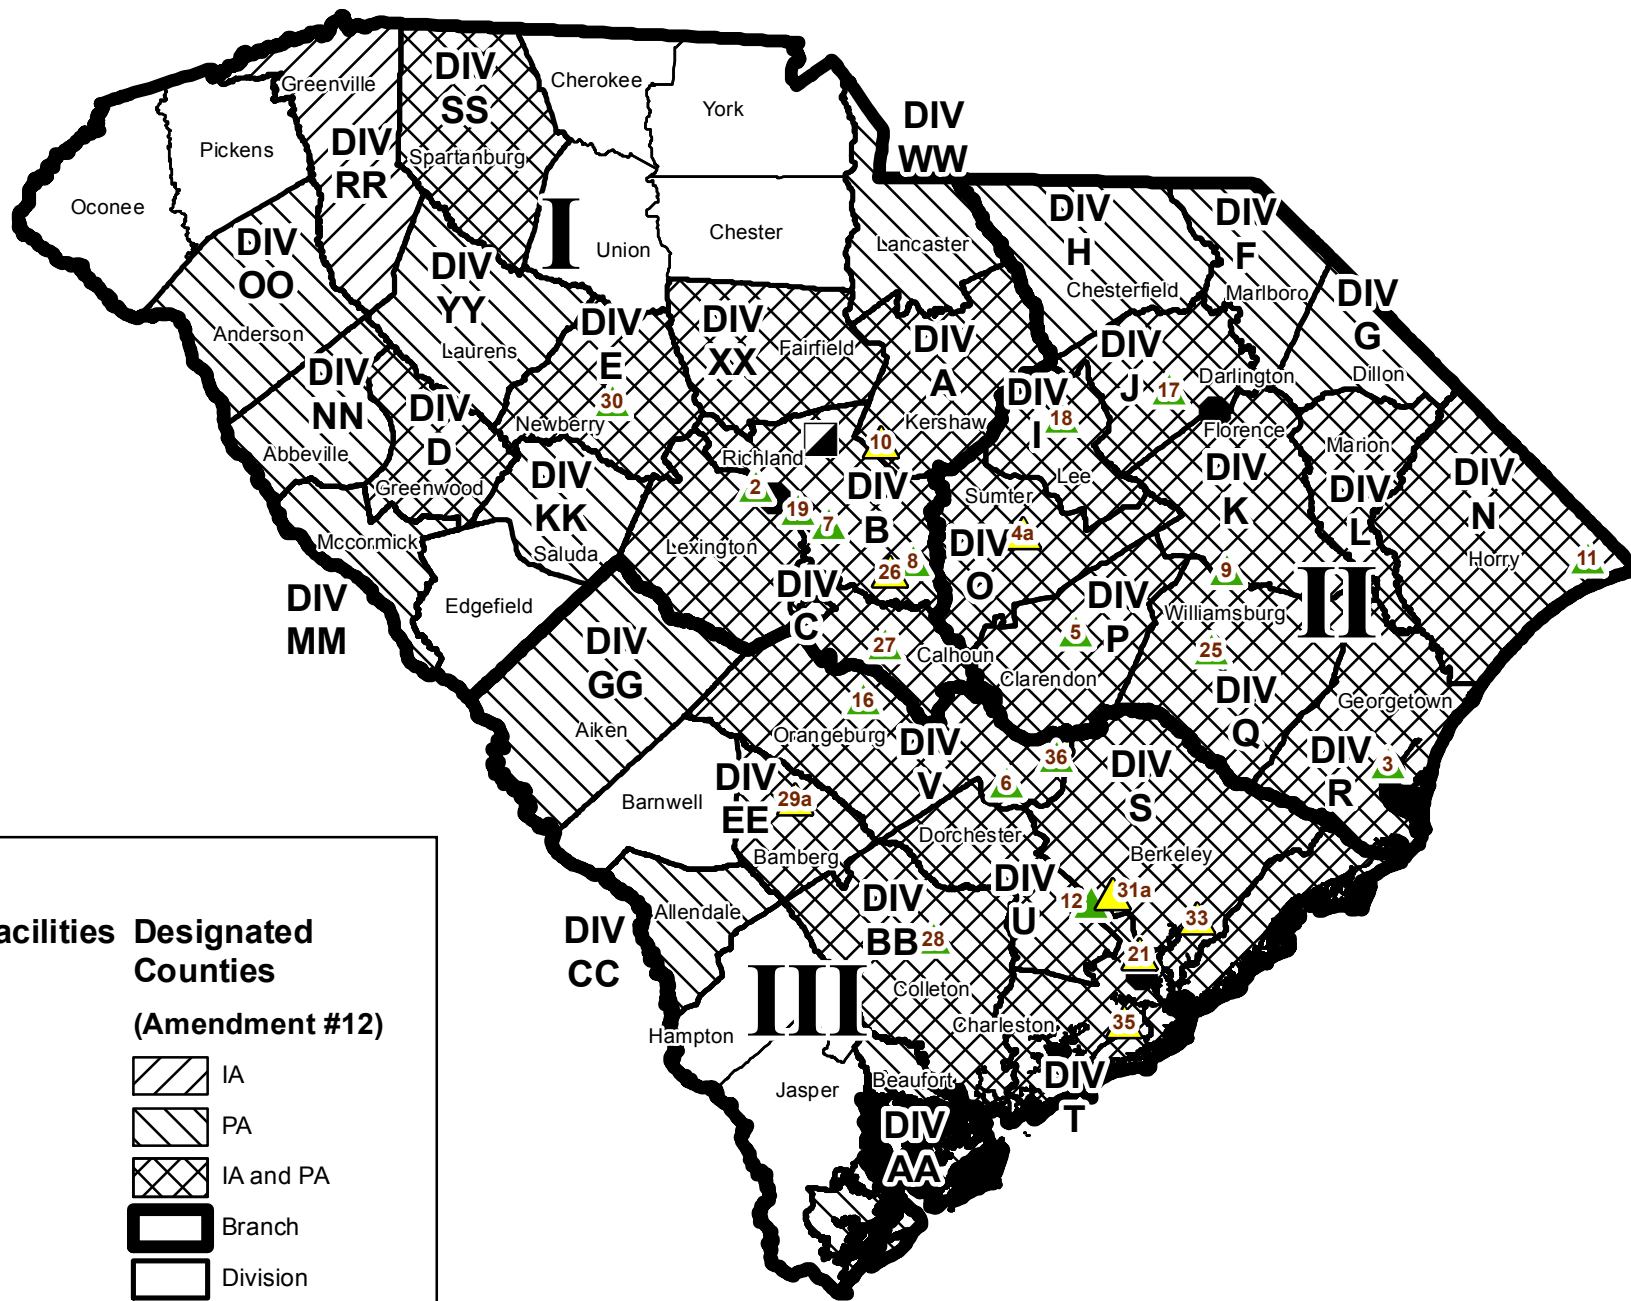 Greenville
DIV
SS
Cherokee
York
DIV
WW
Pickens
DIV
RR
Spartanburg
Oconee
I
Union
Chester
Lancaster
DIV
H
DIV
F
DIV
OO
DIV
YY
Chesterfield
Marlboro
DIV
G
Anderson
Laurens
DIV
E
DIV
XX
Fairfield
DIV
A
DIV
J
Darlington
Dillon
DIV
NN
30
Newberry
DIV
D
Kershaw
DIV
I
18
17
Abbeville
Greenwood
Richland
10
Florence
Marion
DIV
KK
Saluda
2
19
7
DIV
B
Sumter
Lee
DIV
K
DIV
L
DIV
N
Mccormick
Lexington
26
8
4a
DIV
O
9
Horry
11
DIV
MM
Edgefield
DIV
C
27
Calhoun
DIV
P
5
Clarendon
Williamsburg
II
25
DIV
GG
Aiken
16
Orangeburg
DIV
V
DIV
Q
Georgetown
DIV
R
3
36
6
DIV
S
Barnwell
DIV
EE
29a
Bamberg
Dorchester
Berkeley
DIV
U
12
31a
33
21
Allendale
DIV
CC
DIV
BB
28
Colleton
III
Hampton
Charleston
35
Jasper
Beaufort
DIV
T
DIV
AA
acilities
Designated
Counties
(Amendment #12)
IA
PA
IA and PA
Branch
Division